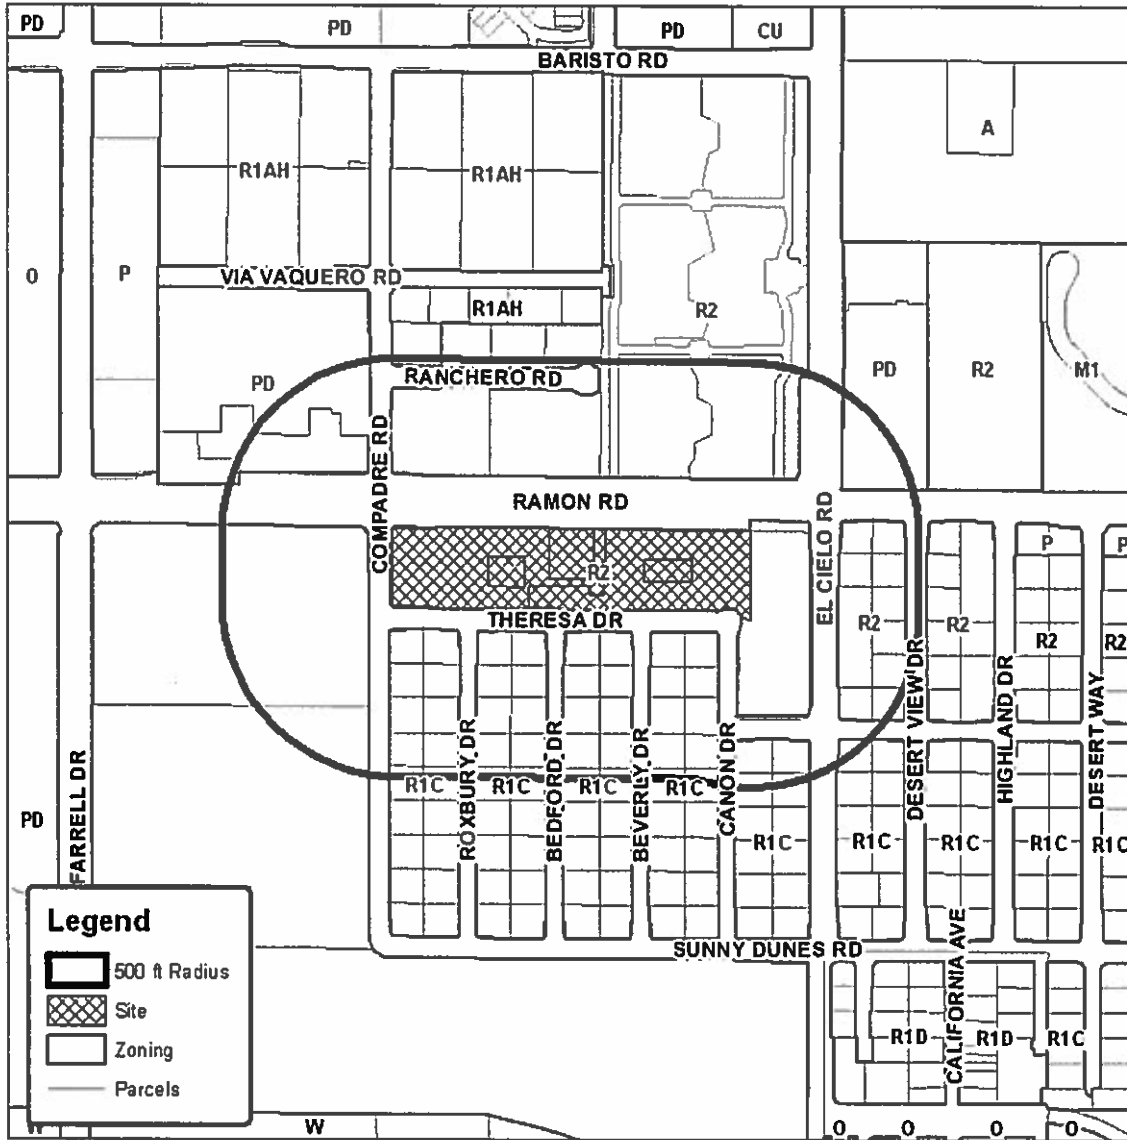 PD
PD
PD
CU
BARISTO RD
A
R1AH
R1AH
O
P
VIA VAQUERO RD
R1AH
R2
PD
RANCHERO RD
PD
R2
M1
COMPADRE RD
RAMON RD
EL CIELO RD
R2
P
P
THERESA DR
R2
R2
R2
R2
FARRELL DR
ROXBURY DR
BEDFORD DR
BEVERLY DR
CANON DR
DESERT VIEW DR
HIGHLAND DR
DESERT WAY
R1C
R1C
R1C
R1C
PD
R1C
R1C
R1C
R1C
R1C
SUNNY DUNES RD
CALIFORNIA AVE
R1D
R1D
R1C
Legend
500 ft Radius
Site
Zoning
Parcels
W
W
O
O
O
O